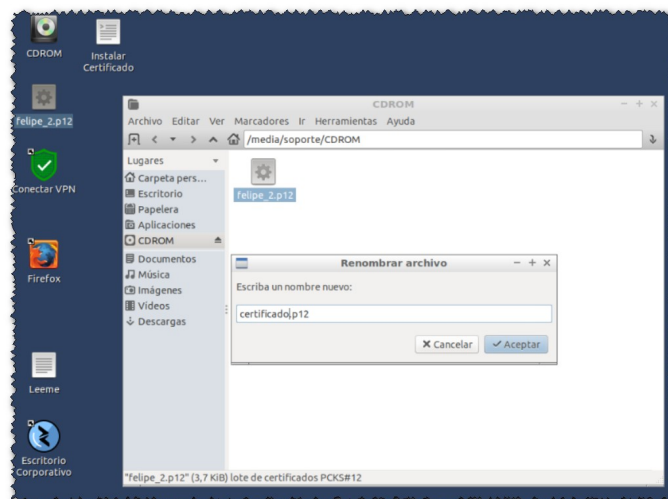 CDROM
Instalar
Certificado
felipe_2.p12
Conectar VPN
Firefox
Leeme
Escritorio
Corporativo
CDROM
Archivo Editar Ver Marcadores Ir Herramientas Ayuda
/media/soporte/CDROM
Lugares
Carpeta pers...
Escritorio
Papelera
Aplicaciones
CDROM
Documentos
Música
Imágenes
Vídeos
Descargas
felipe_2.p12
Renombrar archivo
Escriba un nombre nuevo:
certificado.p12
Cancelar
Aceptar
"felipe_2.p12" (3,7 KiB) lote de certificados PCKS#12